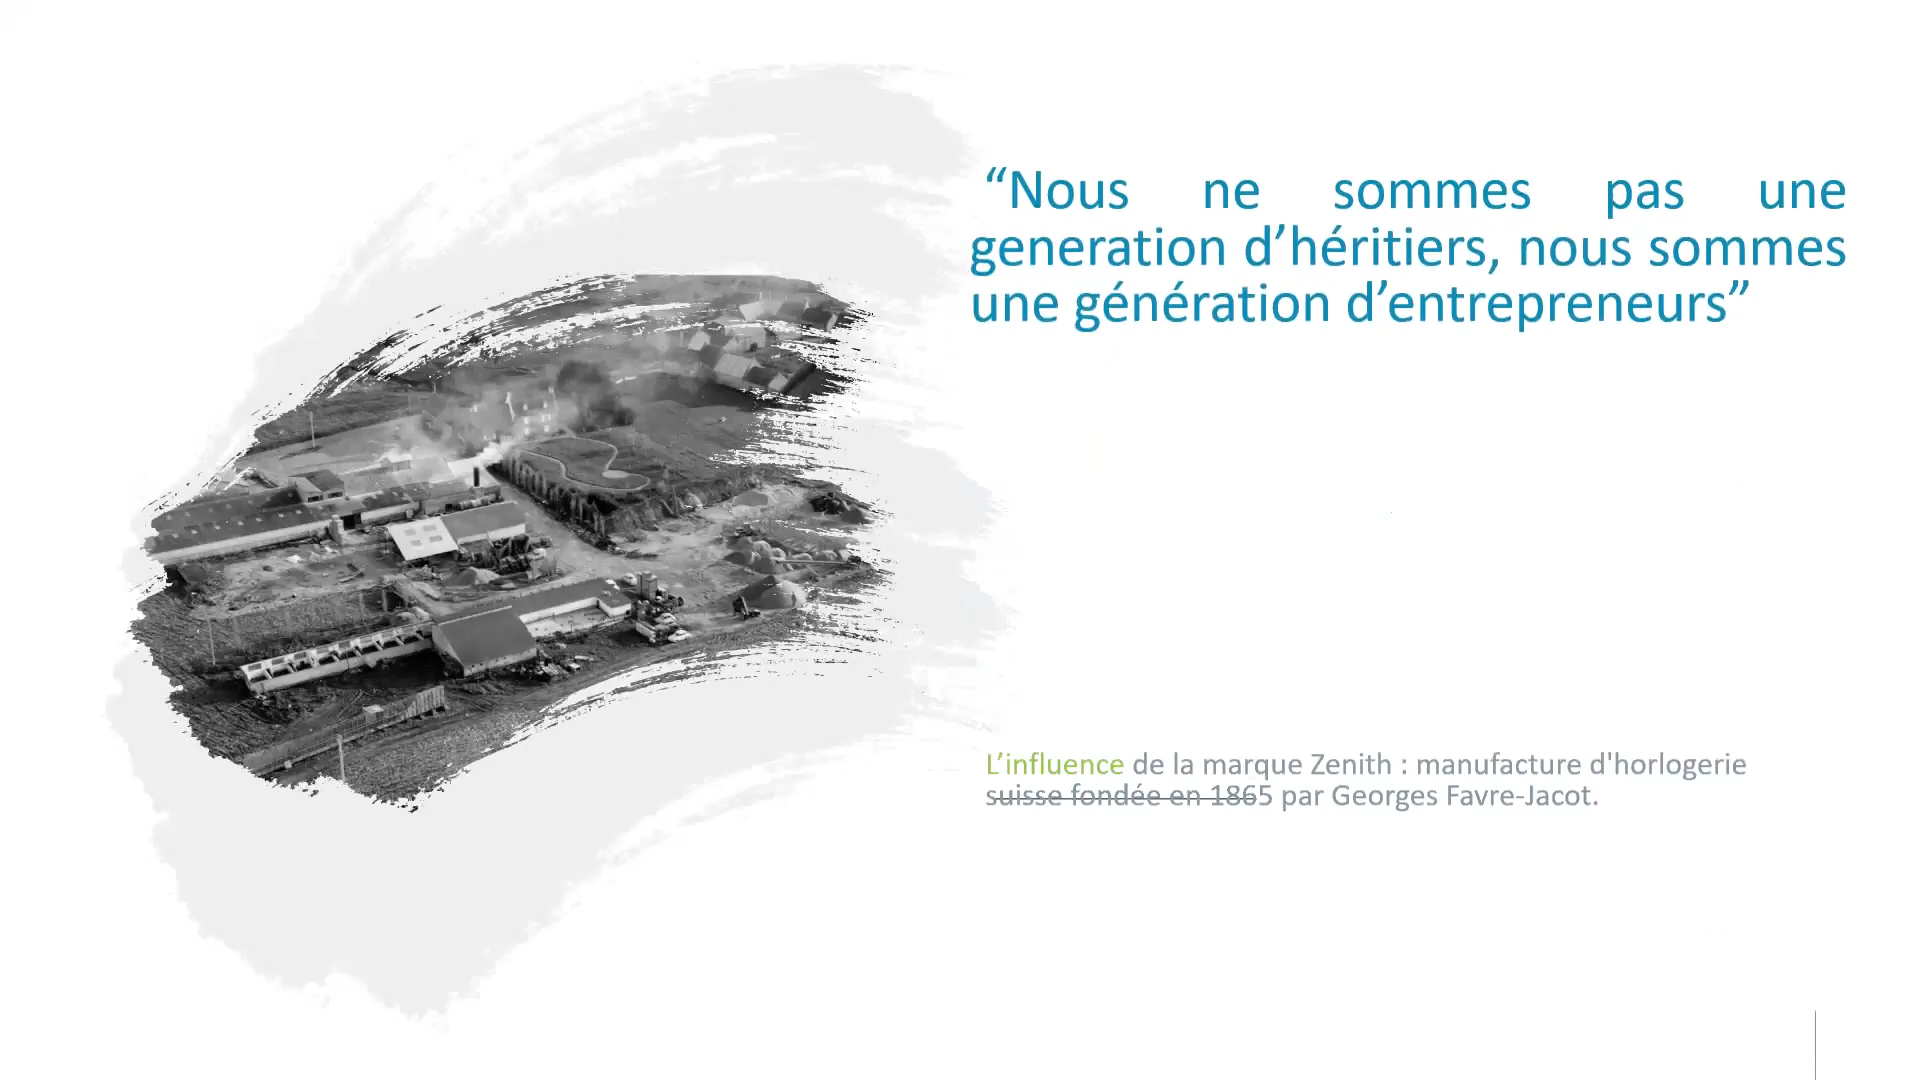 “Nous ne sommes pas une
generation d’héritiers, nous sommes
une génération d’entrepreneurs”
L’influence de la marque Zenith : manufacture d'horlogerie
suisse fondée en 1865 par Georges Favre-Jacot.